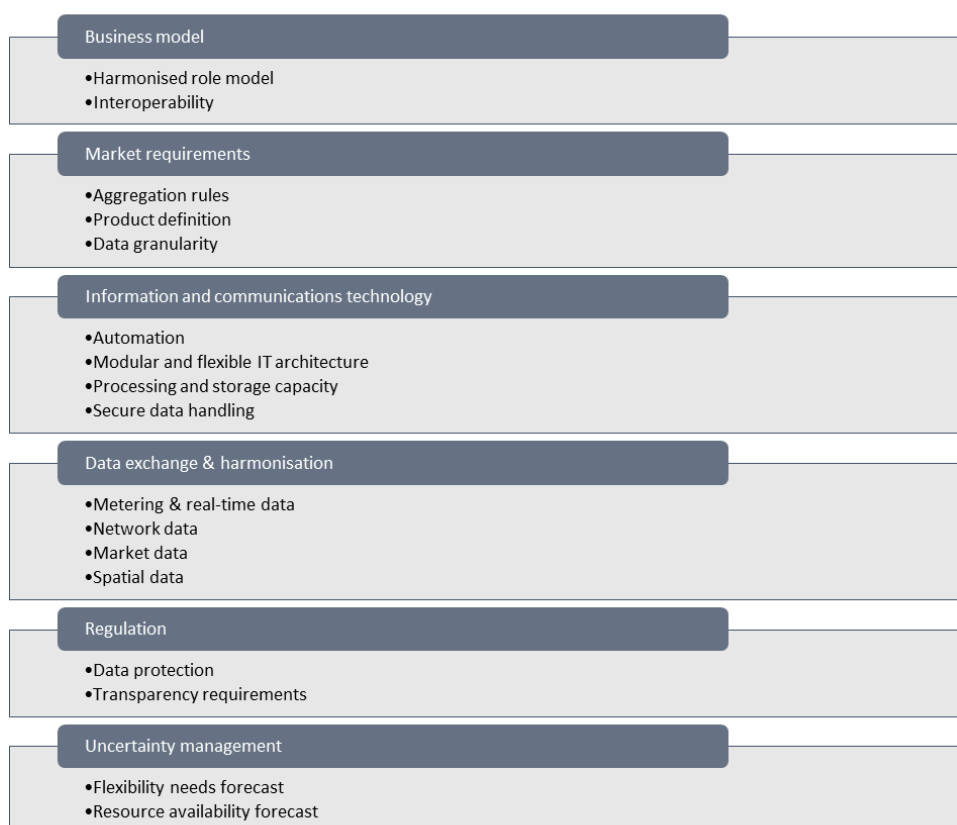 Business model
•Harmonised role model
•Interoperability
Market requirements
•Aggregation rules
•Product definition
•Data granularity
Information and communications technology
•Automation
•Modular and flexible IT architecture
•Processing and storage capacity
•Secure data handling
Data exchange & harmonisation
•Metering & real-time data
•Network data
•Market data
•Spatial data
Regulation
•Data protection
•Transparency requirements
Uncertainty management
•Flexibility needs forecast
•Resource availability forecast